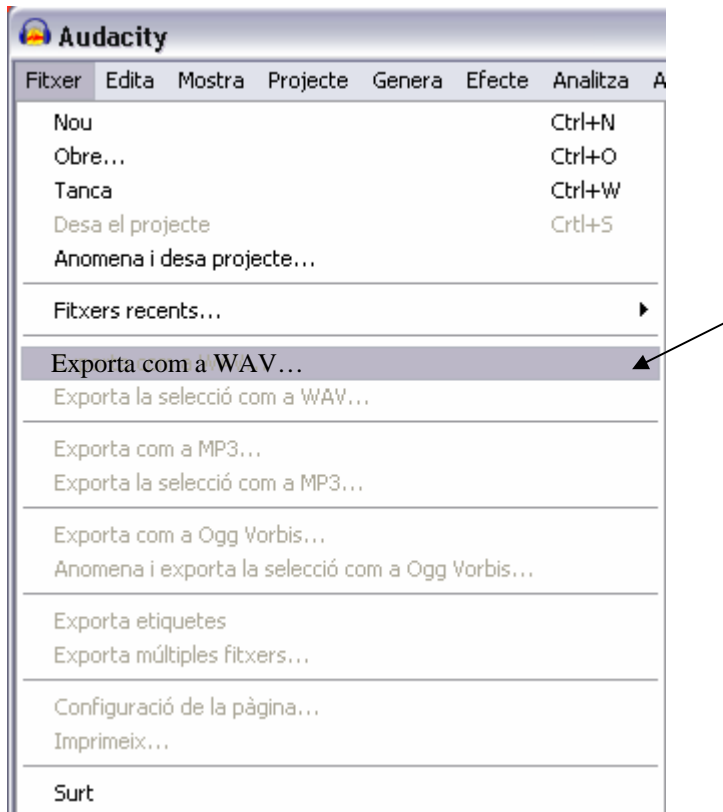 Audacity
Fitxer Edita Mostra Projecte Genera Efecte Analitza A
Nou Ctrl+N
Obre... Ctrl+O
Tanca Ctrl+W
Desa el projecte Crtl+S
Anomena i desa projecte...
Fitxers recents...
Exporta com a WAV…
Exporta la selecció com a WAV...
Exporta com a MP3...
Exporta la selecció com a MP3...
Exporta com a Ogg Vorbis...
Anomena i exporta la selecció com a Ogg Vorbis...
Exporta etiquetes
Exporta múltiples fitxers...
Configuració de la pàgina...
Imprimeix...
Surt